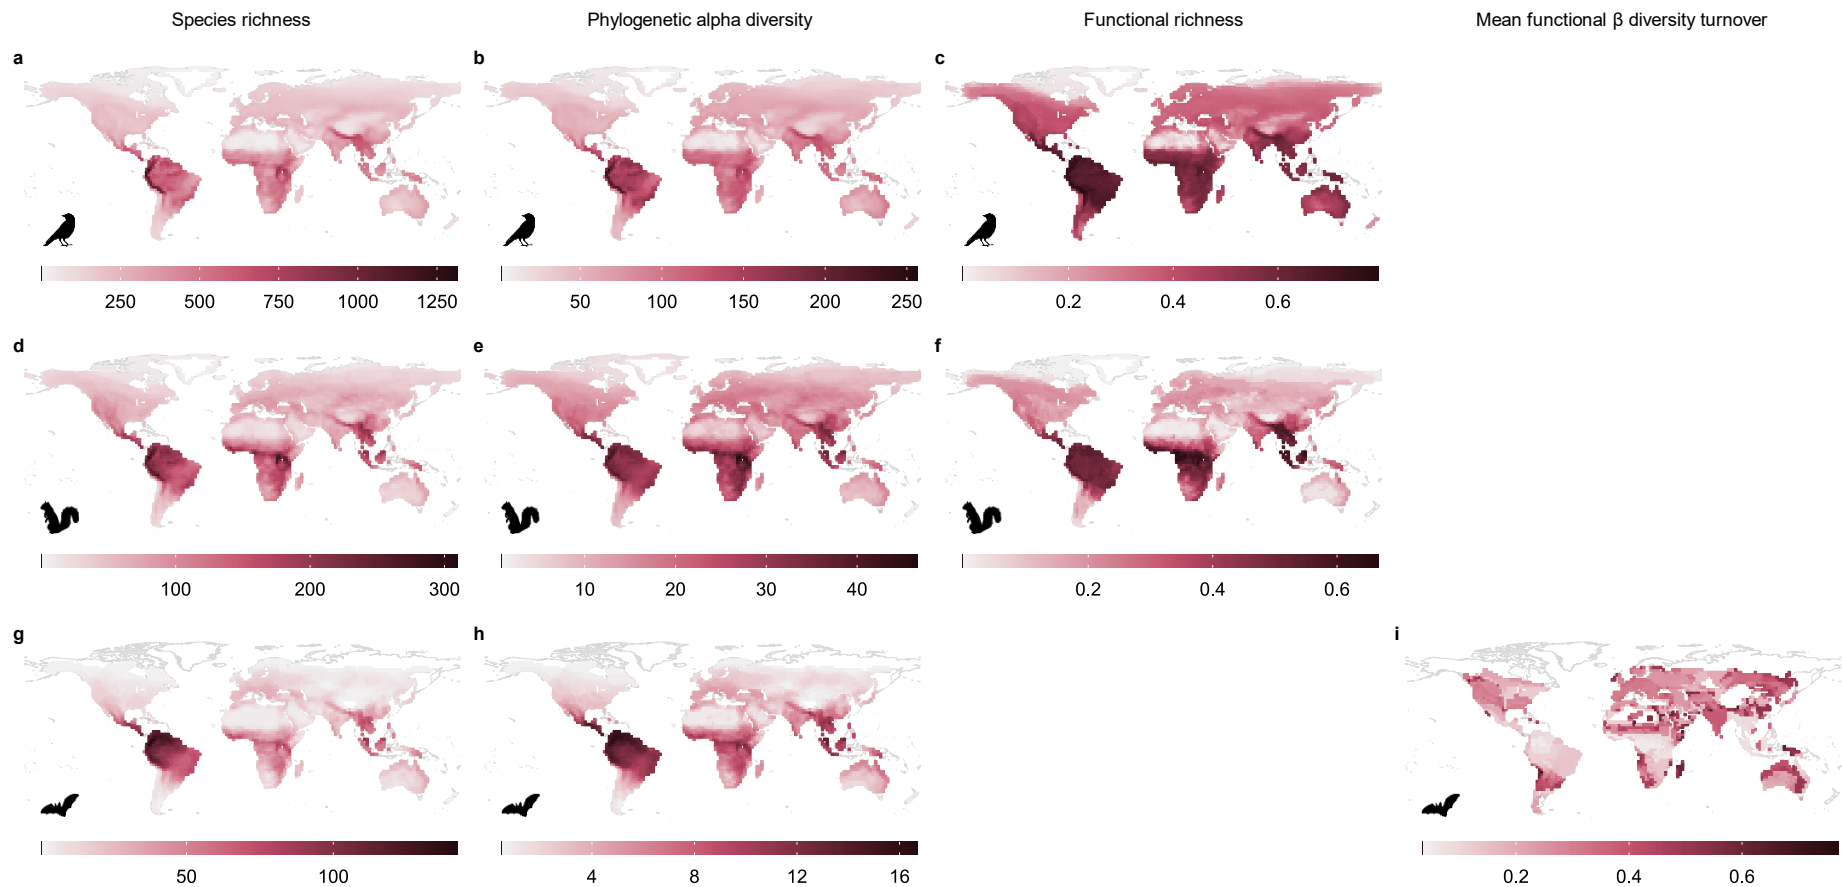 Species richness
Phylogenetic alpha diversity
Functional richness
Mean functional β diversity turnover
a
b
c
250 500 750 1000 1250
50 100 150 200 250
0.2 0.4 0.6
d
e
f
100 200 300
10 20 30 40
0.2 0.4 0.6
g
h
i
50 100
4 8 12 16
0.2 0.4 0.6